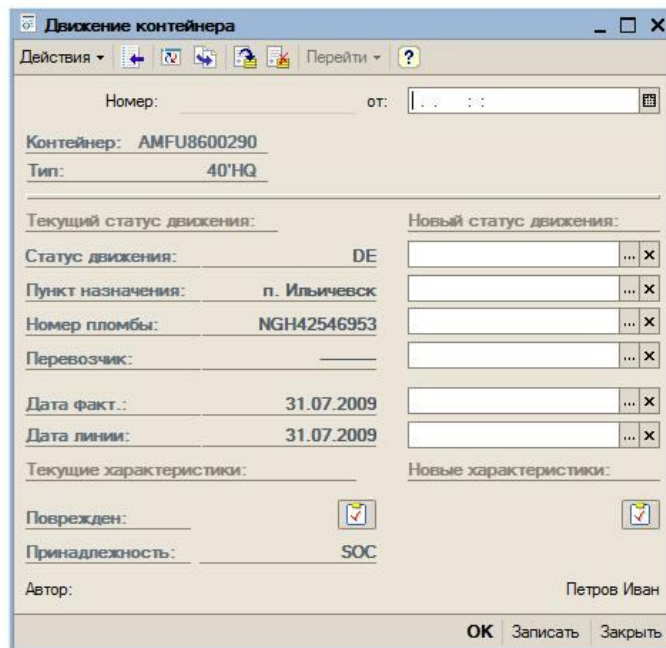 Движение контейнера
Действия Перейти ?
Номер: от: . . : :
Контейнер: AMFU8600290
Тип: 40'HQ
Текущий статус движения: Новый статус движения:
Статус движения: DE ... x
Пункт назначения: п. Ильичевск ... x
Номер пломбы: NGH42546953 ... x
Перевозчик: ——— ... x
Дата факт.: 31.07.2009 ... x
Дата линии: 31.07.2009 ... x
Текущие характеристики: Новые характеристики:
Поврежден:
Принадлежность: SOC
Автор: Петров Иван
OK Записать Закрыть